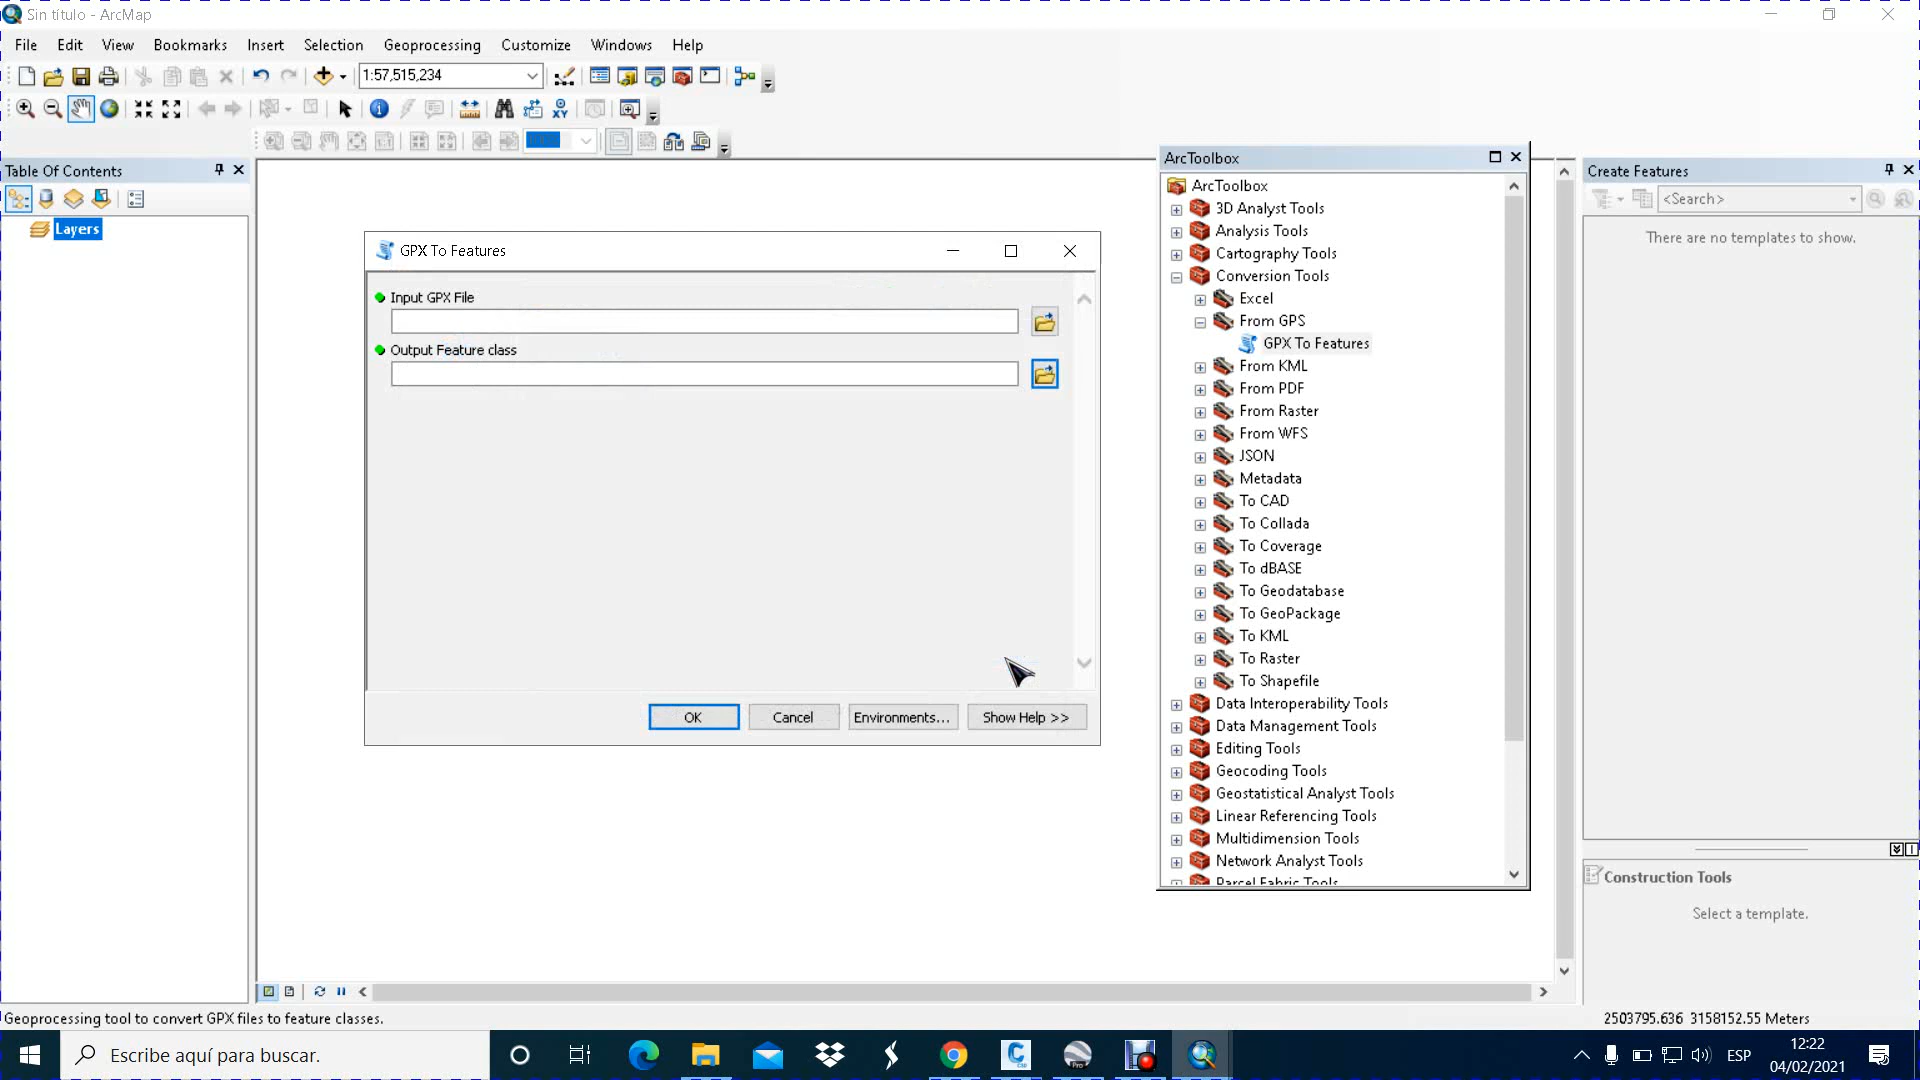 Sin título - ArcMap
File Edit View Bookmarks Insert Selection Geoprocessing Customize Windows Help
1:57,515,234
Table Of Contents
Layers
GPX To Features
Input GPX File
Output Feature class
OK Cancel Environments... Show Help >>
ArcToolbox
ArcToolbox
3D Analyst Tools
Analysis Tools
Cartography Tools
Conversion Tools
Excel
From GPS
GPX To Features
From KML
From PDF
From Raster
From WFS
JSON
Metadata
To CAD
To Collada
To Coverage
To dBASE
To Geodatabase
To GeoPackage
To KML
To Raster
To Shapefile
Data Interoperability Tools
Data Management Tools
Editing Tools
Geocoding Tools
Geostatistical Analyst Tools
Linear Referencing Tools
Multidimension Tools
Network Analyst Tools
Parcel Fabric Tools
Create Features
<Search>
There are no templates to show.
Construction Tools
Select a template.
Geoprocessing tool to convert GPX files to feature classes.
2503795.636 3158152.55 Meters
Escribe aquí para buscar.
ESP
12:22
04/02/2021